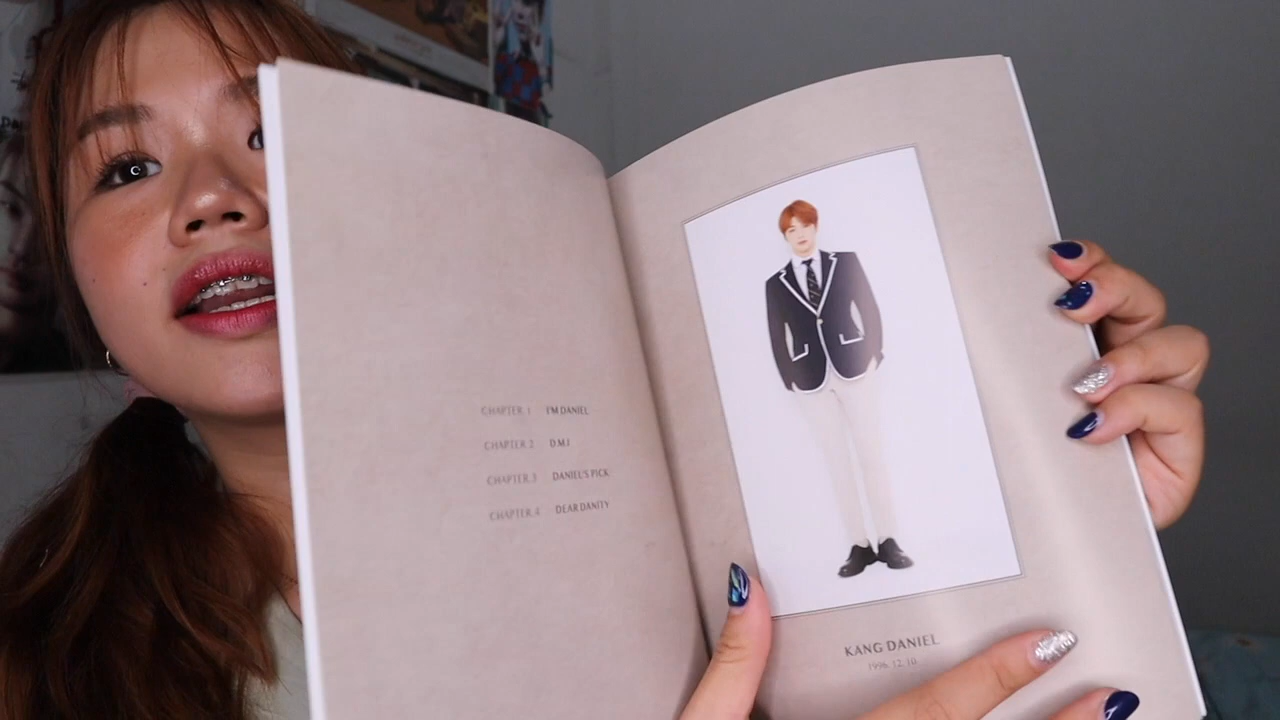 CHAPTER.1 I'M DANIEL
CHAPTER.2 D.M.I
CHAPTER.3 DANIEL'S PICK
CHAPTER.4 DEAR DANITY
KANG DANIEL
1996. 12. 10